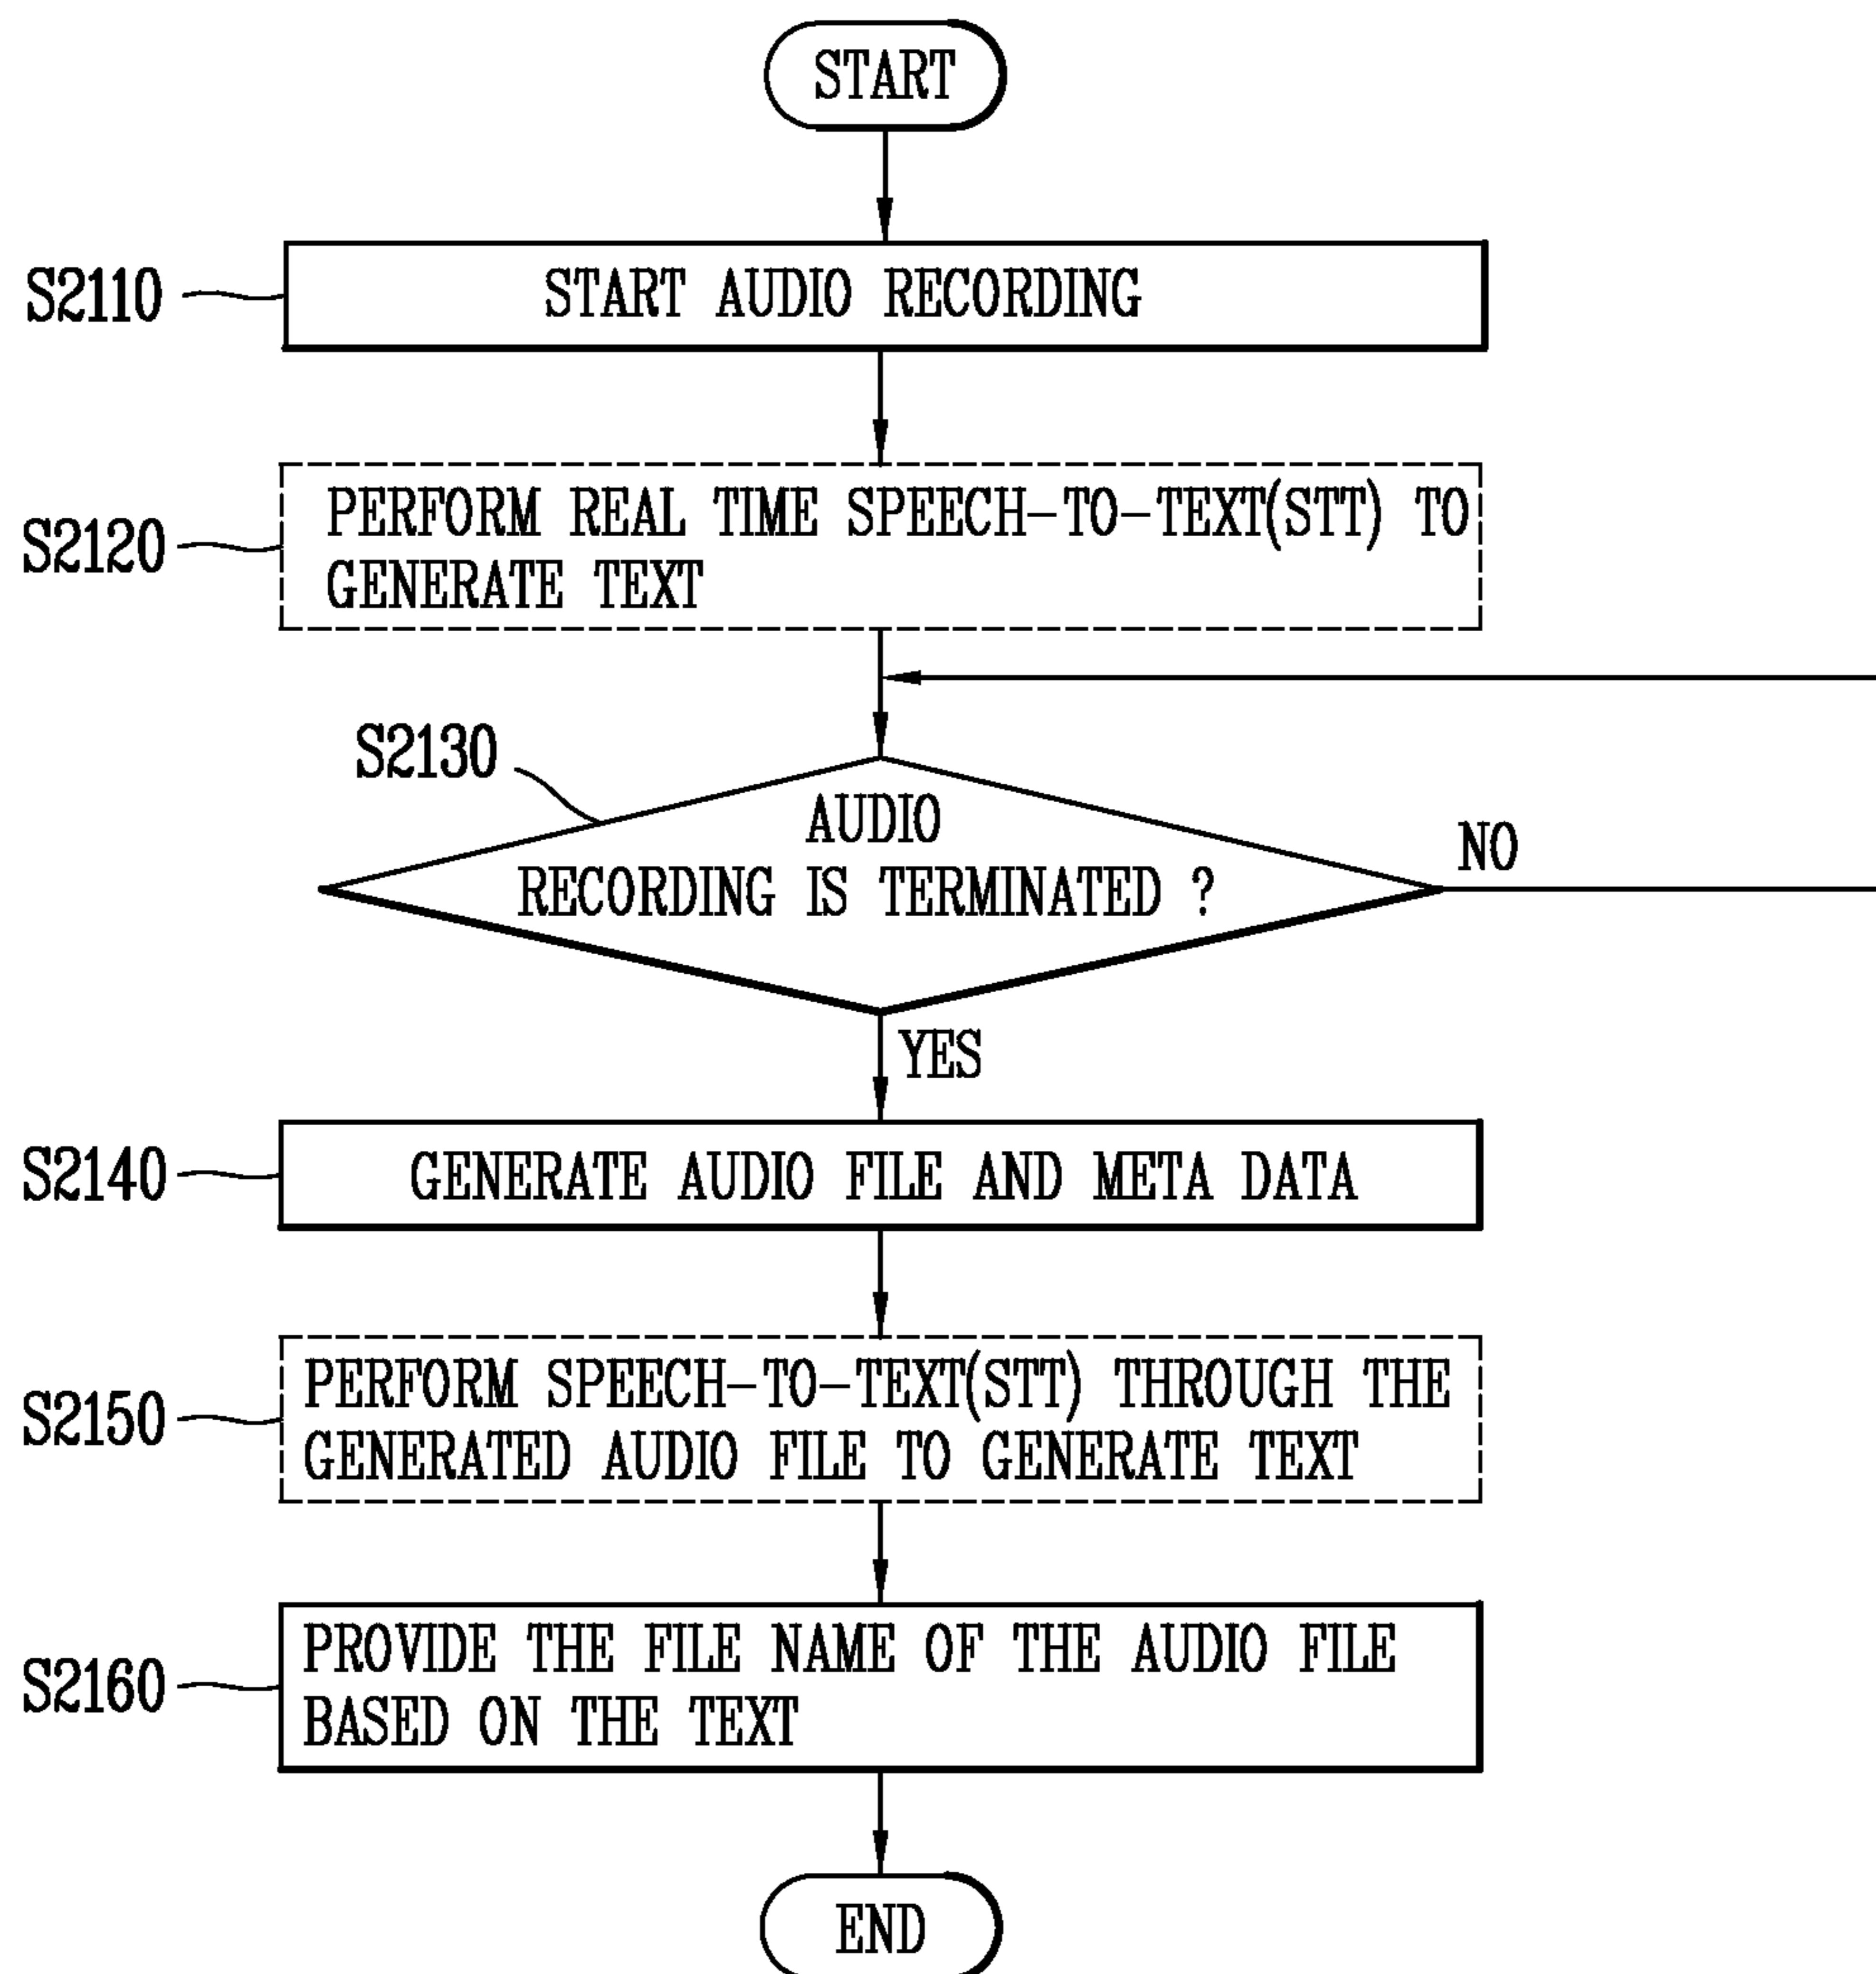 START
S2110
START AUDIO RECORDING
S2120
PERFORM REAL TIME SPEECH-TO-TEXT(STT) TO
GENERATE TEXT
S2130
AUDIO
RECORDING IS TERMINATED ?
NO
YES
S2140
GENERATE AUDIO FILE AND META DATA
S2150
PERFORM SPEECH-TO-TEXT(STT) THROUGH THE
GENERATED AUDIO FILE TO GENERATE TEXT
S2160
PROVIDE THE FILE NAME OF THE AUDIO FILE
BASED ON THE TEXT
END